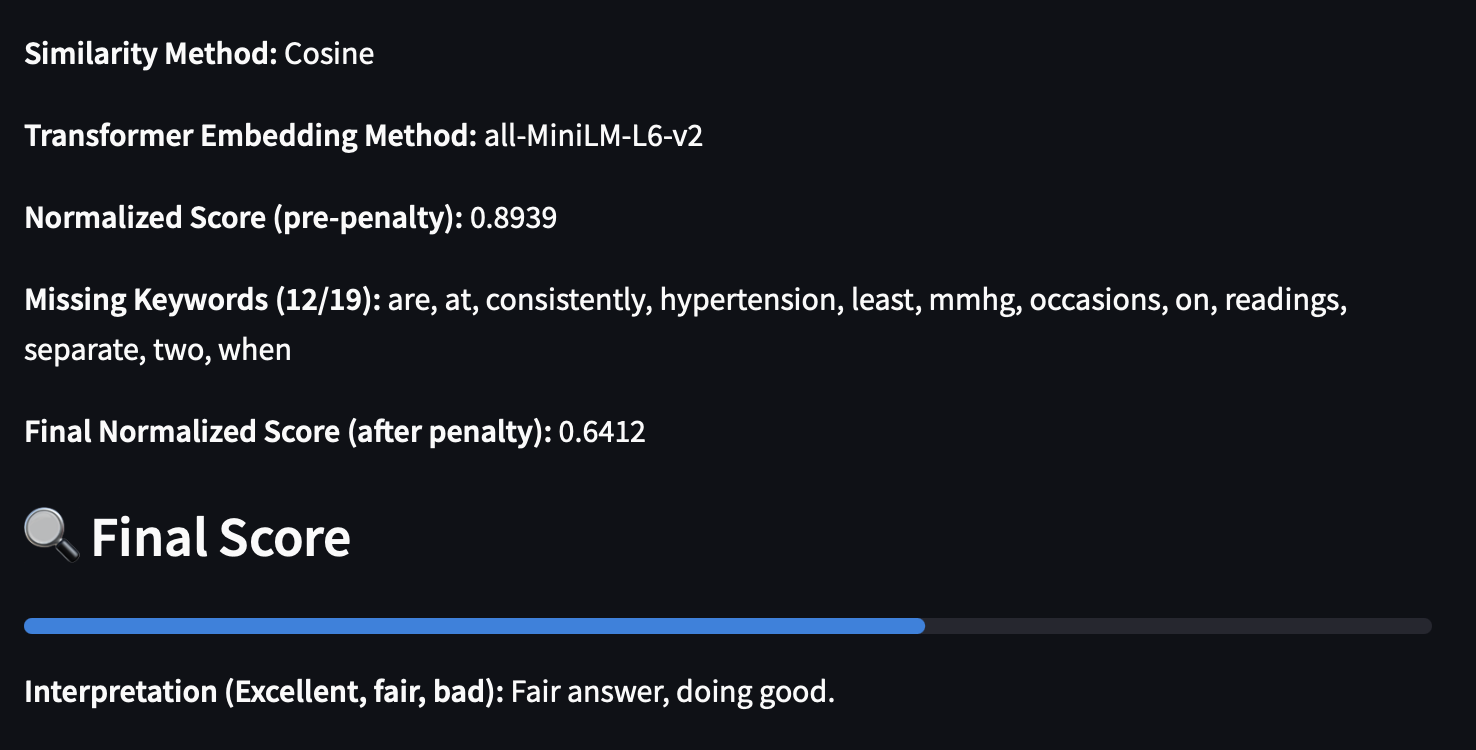 Similarity Method: Cosine
Transformer Embedding Method: all-MiniLM-L6-v2
Normalized Score (pre-penalty): 0.8939
Missing Keywords (12/19): are, at, consistently, hypertension, least, mmhg, occasions, on, readings,
separate, two, when
Final Normalized Score (after penalty): 0.6412
Final Score
Interpretation (Excellent, fair, bad): Fair answer, doing good.